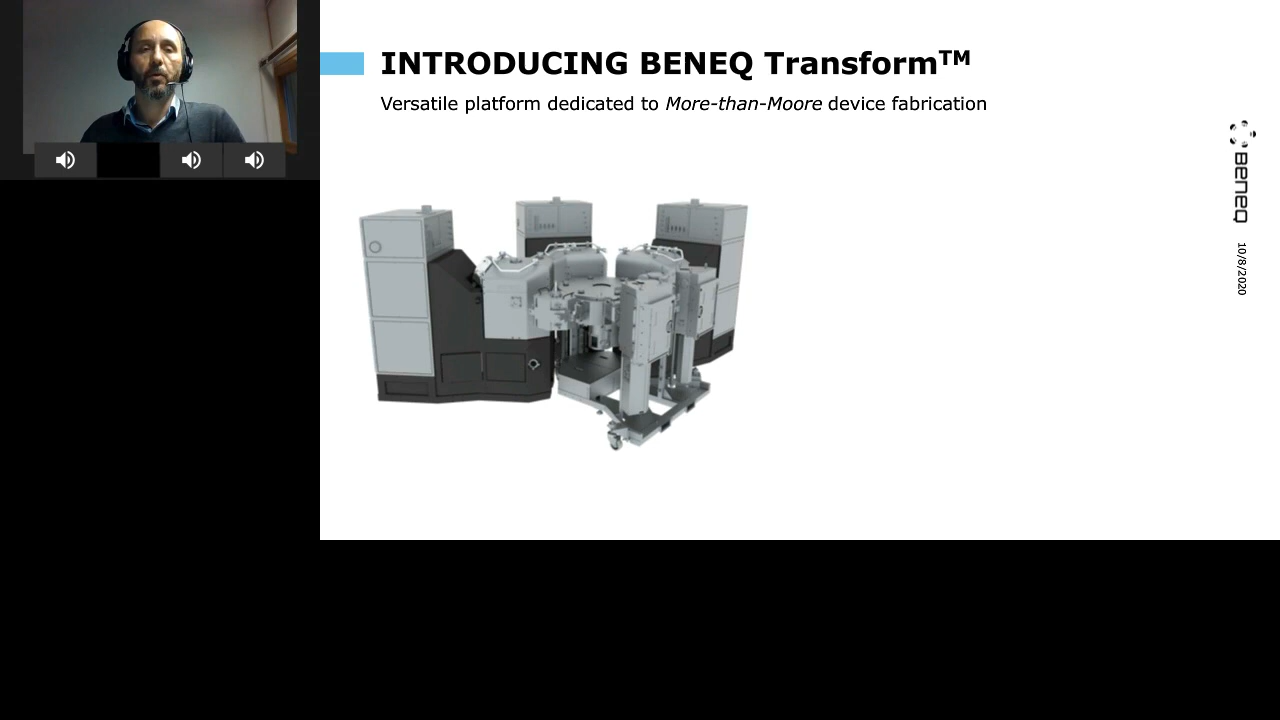 INTRODUCING BENEQ Transform™
Versatile platform dedicated to More-than-Moore device fabrication
BENEQ
10/8/2020